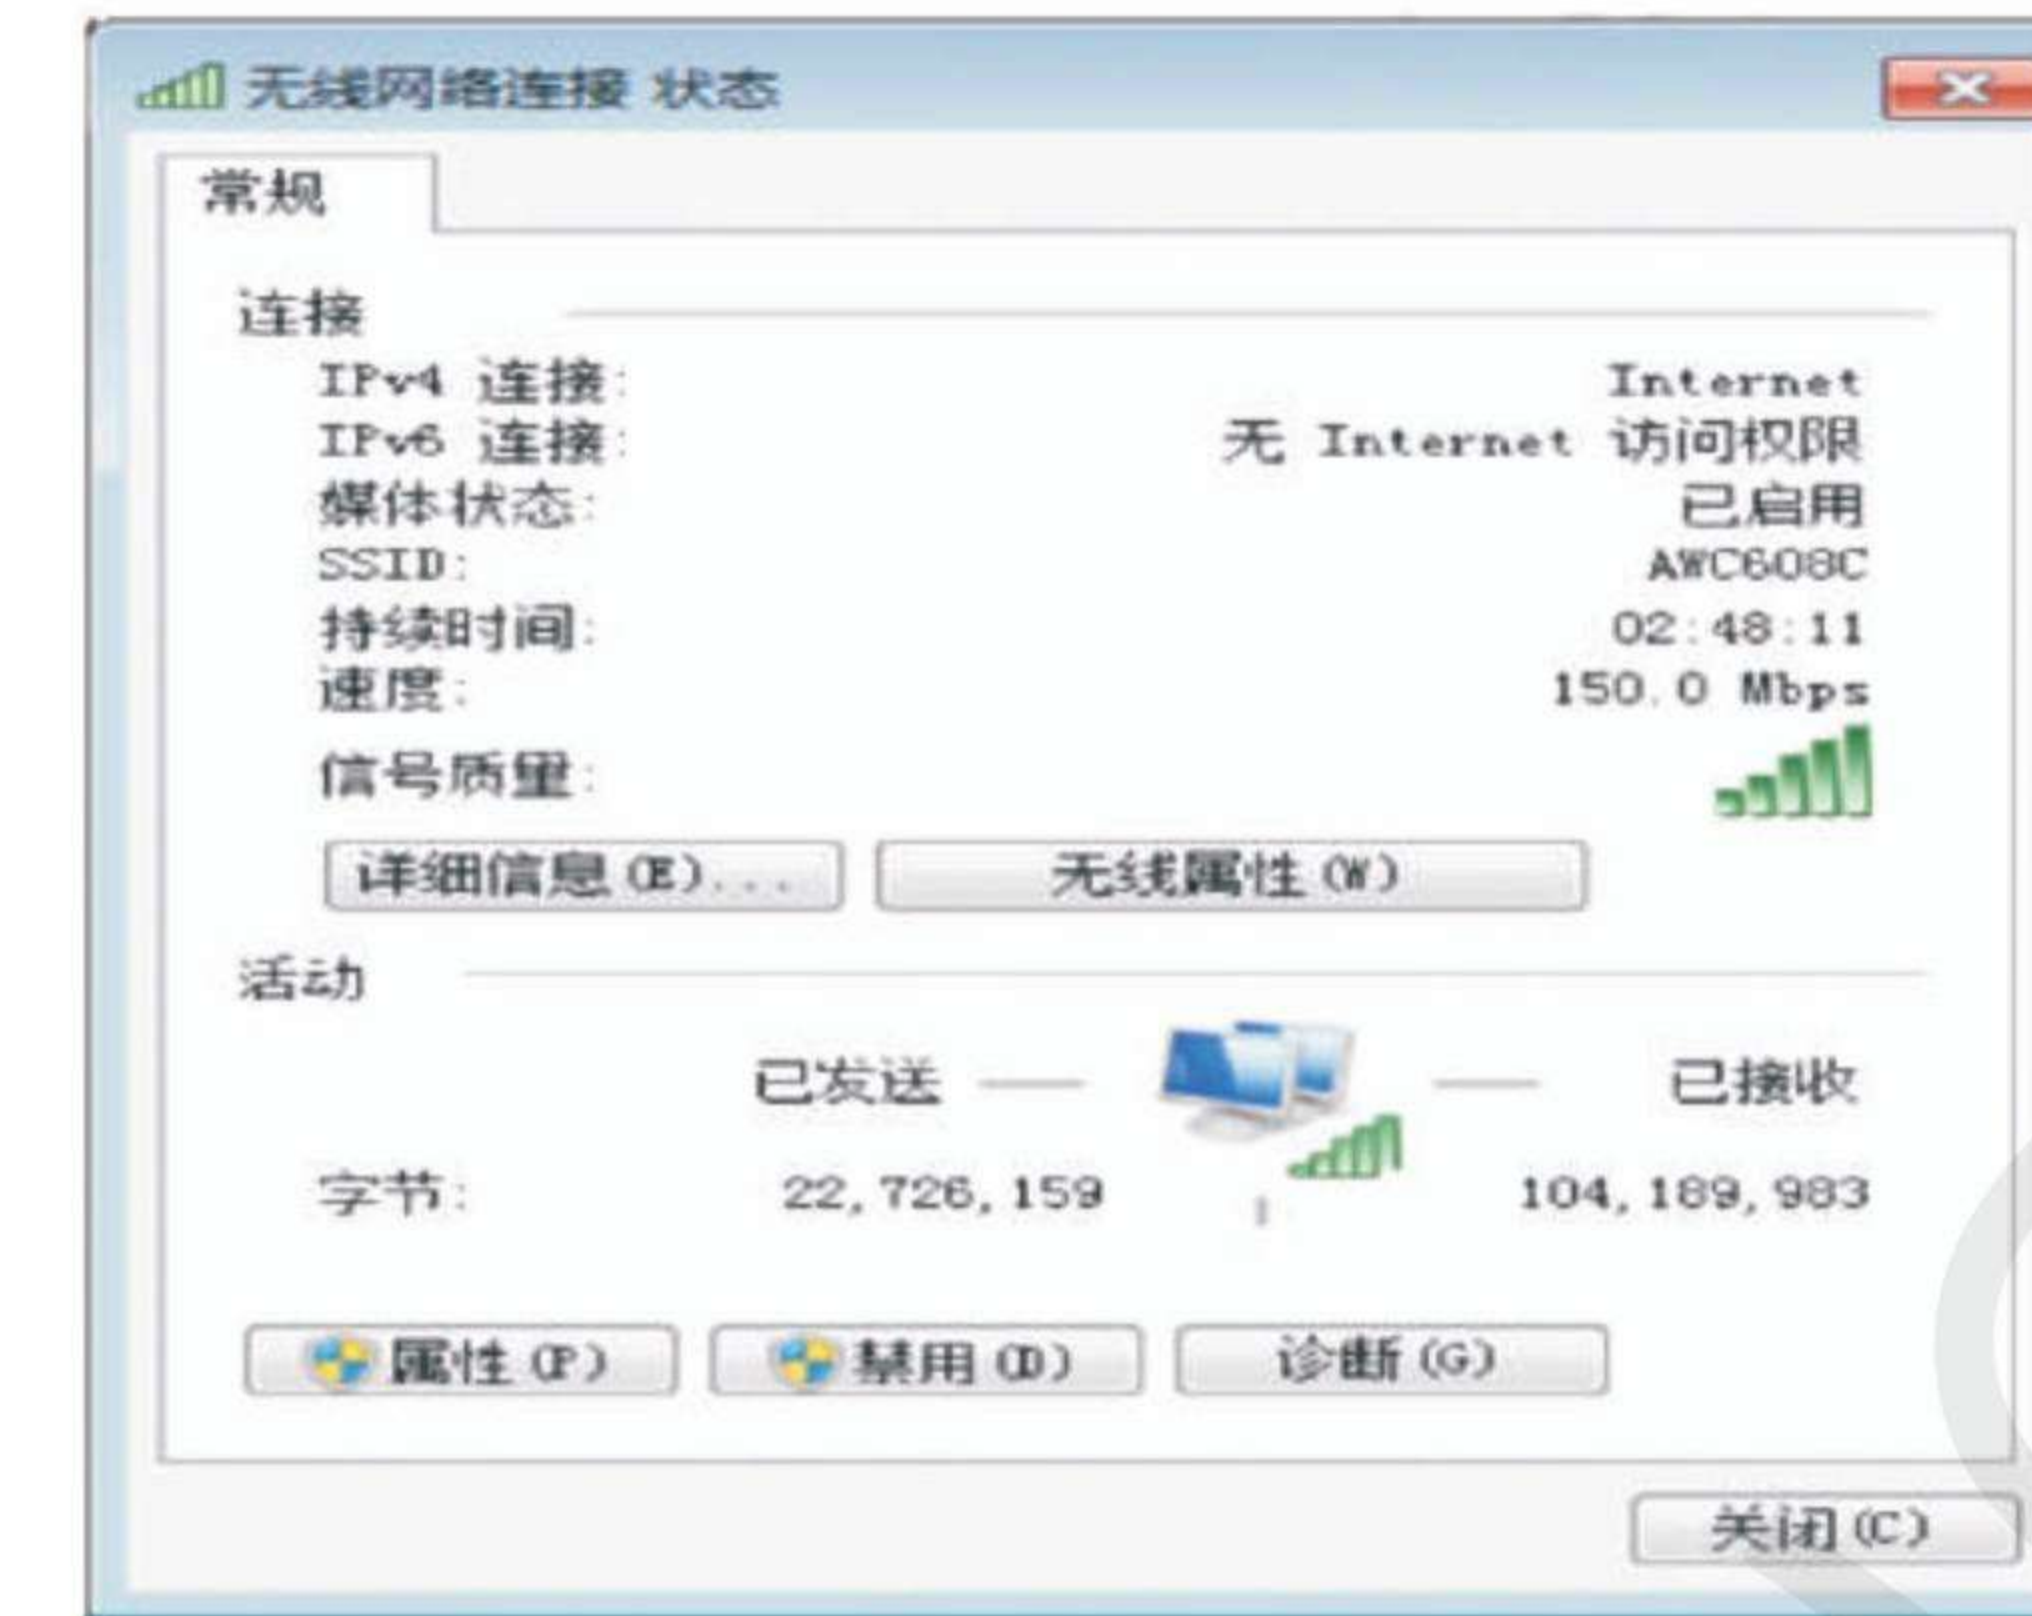 无线网络连接 状态
常规
连接
IPv4 连接: Internet
IPv6 连接: 无 Internet 访问权限
媒体状态: 已启用
SSID: AWC608C
持续时间: 02:48:11
速度: 150.0 Mbps
信号质量:
详细信息(E)... 无线属性(W)
活动
已发送 已接收
字节: 22,726,159 104,189,983
属性(P) 禁用(D) 诊断(G)
关闭(C)